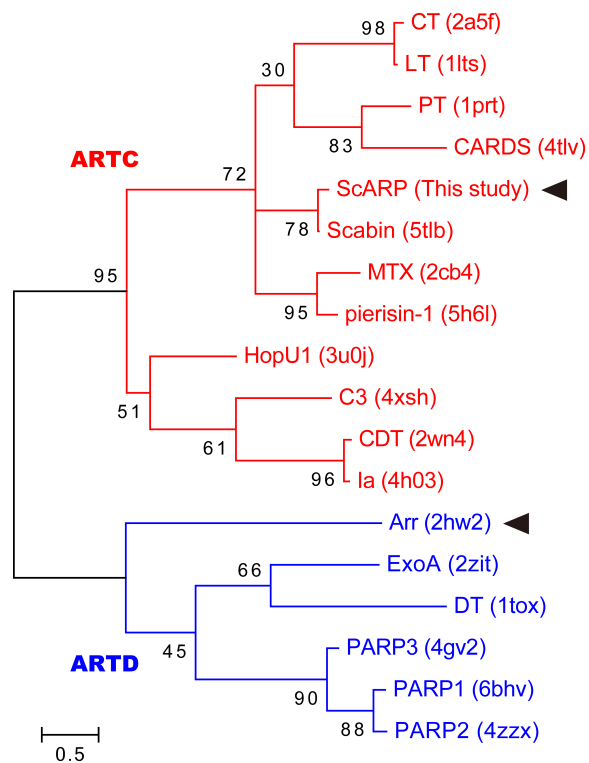 98
CT (2a5f)
LT (1lts)
30
PT (1prt)
83
CARDS (4tlv)
ARTC
72
ScARP (This study)
78
Scabin (5tlb)
MTX (2cb4)
95
95
pierisin-1 (5h6l)
HopU1 (3u0j)
51
C3 (4xsh)
61
CDT (2wn4)
96
Ia (4h03)
Arr (2hw2)
66
ExoA (2zit)
DT (1tox)
ARTD
45
PARP3 (4gv2)
90
PARP1 (6bhv)
88
PARP2 (4zzx)
0.5